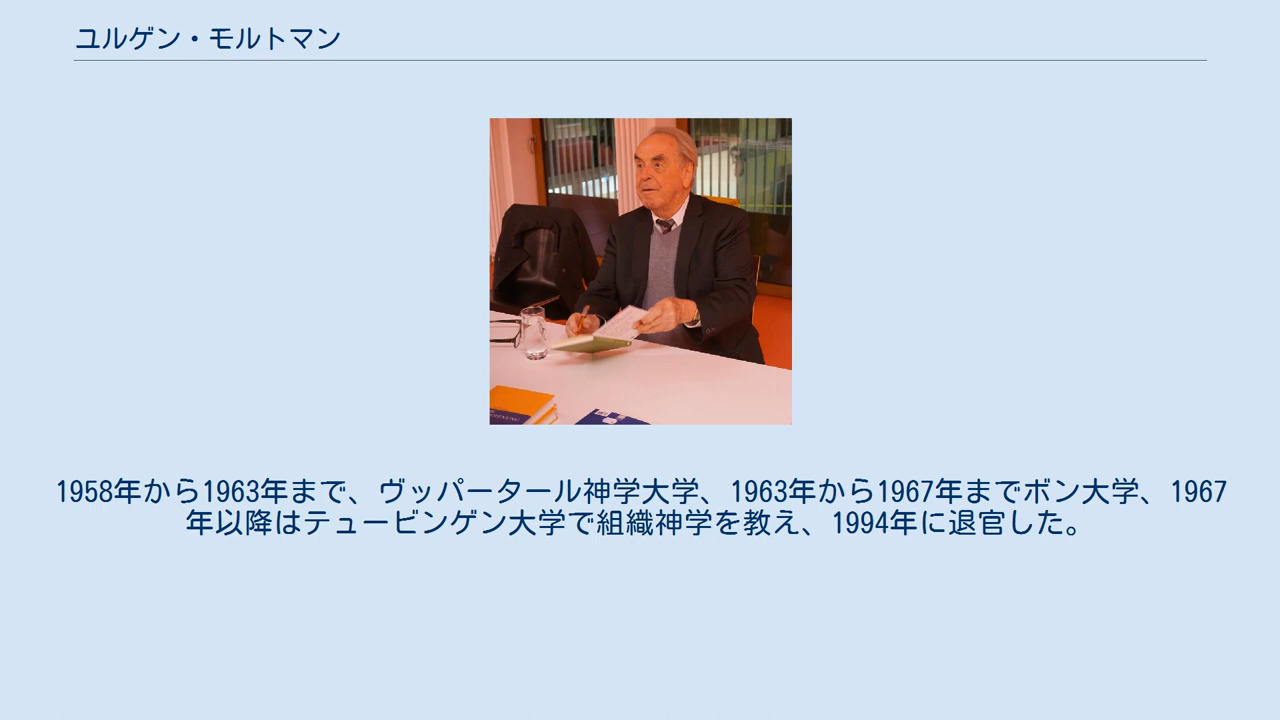 ユルゲン・モルトマン
1958年から1963年まで、ヴッパータール神学大学、1963年から1967年までボン大学、1967
年以降はテュービンゲン大学で組織神学を教え、1994年に退官した。